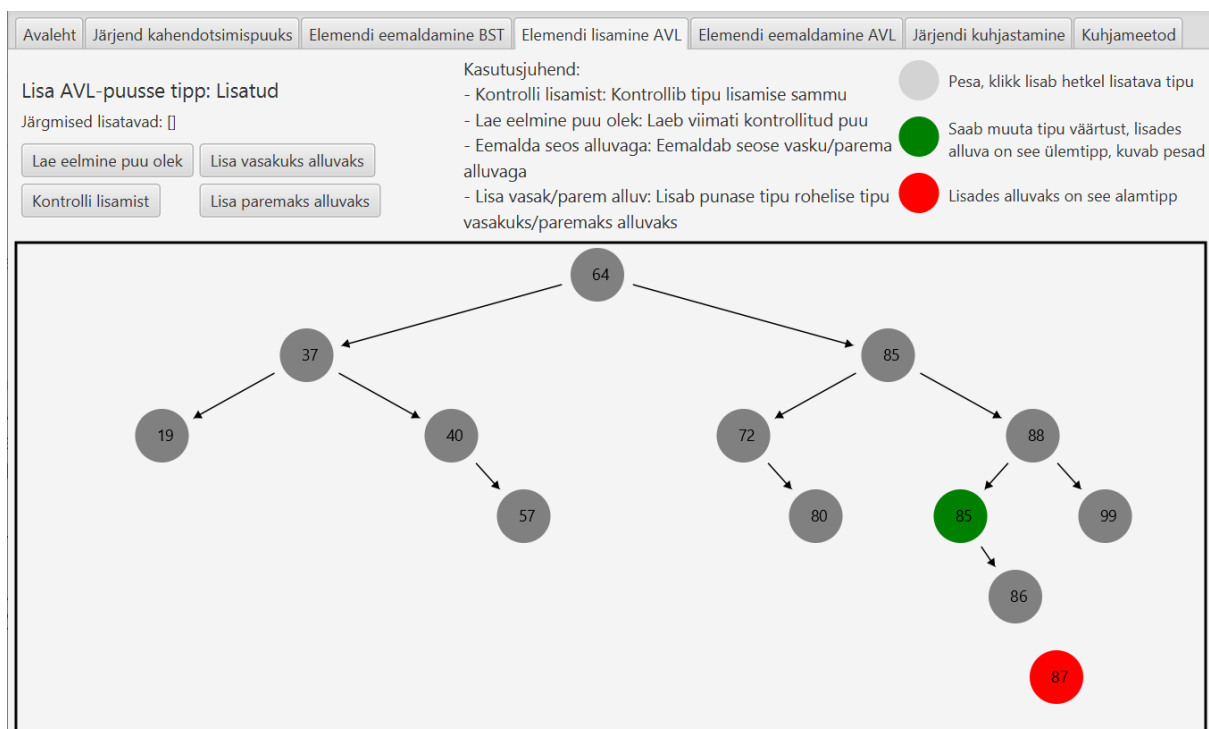 Avaleht Järjend kahendotsimispuuks Elemendi eemaldamine BST Elemendi lisamine AVL Elemendi eemaldamine AVL Järjendi kuhjastamine Kuhjameetod
Lisa AVL-puusse tipp: Lisatud
Järgmised lisatavad: []
Lae eelmine puu olek Lisa vasakuks alluvaks
Kontrolli lisamist Lisa paremaks alluvaks
Kasutusjuhend:
- Kontrolli lisamist: Kontrollib tipu lisamise sammu
- Lae eelmine puu olek: Laeb viimati kontrollitud puu
- Eemalda seos alluvaga: Eemaldab seose vasku/parema
alluvaga
- Lisa vasak/parem alluv: Lisab punase tipu rohelise tipu
vasakuks/paremaks alluvaks
Pesa, klikk lisab hetkel lisatava tipu
Saab muuta tipu väärtust, lisades
alluva on see ülemtipp, kuvab pesad
Lisades alluvaks on see alamtipp
64
37 85
19 40 72 88
57 80 85 99
86
87